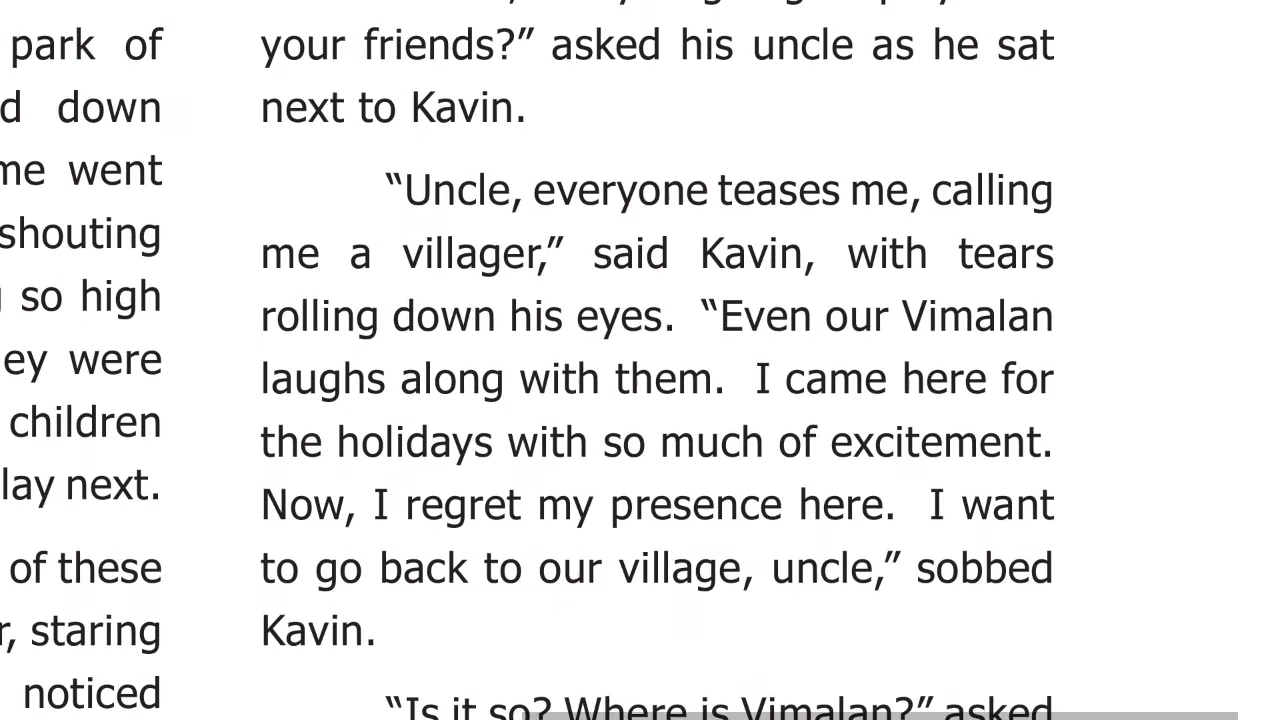 park of
down
went
shouting
so high
were
children
next.
of these
staring
noticed
your friends?” asked his uncle as he sat
next to Kavin.
“Uncle, everyone teases me, calling
me a villager,” said Kavin, with tears
rolling down his eyes. “Even our Vimalan
laughs along with them. I came here for
the holidays with so much of excitement.
Now, I regret my presence here. I want
to go back to our village, uncle,” sobbed
Kavin.
“Is it so? Where is Vimalan?” asked